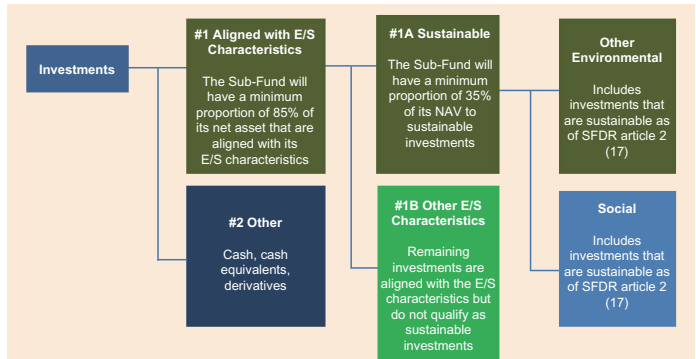 Investments
#1 Aligned with E/S
Characteristics
The Sub-Fund will
have a minimum
proportion of 85% of
its net asset that are
aligned with its
E/S characteristics
#2 Other
Cash, cash
equivalents,
derivatives
#1A Sustainable
The Sub-Fund will
have a minimum
proportion of 35%
of its NAV to
sustainable
investments
#1B Other E/S
Characteristics
Remaining
investments are
aligned with the E/S
characteristics but
do not qualify as
sustainable
investments
Other
Environmental
Includes
investments that
are sustainable as
of SFDR article 2
(17)
Social
Includes
investments that
are sustainable as
of SFDR article 2
(17)